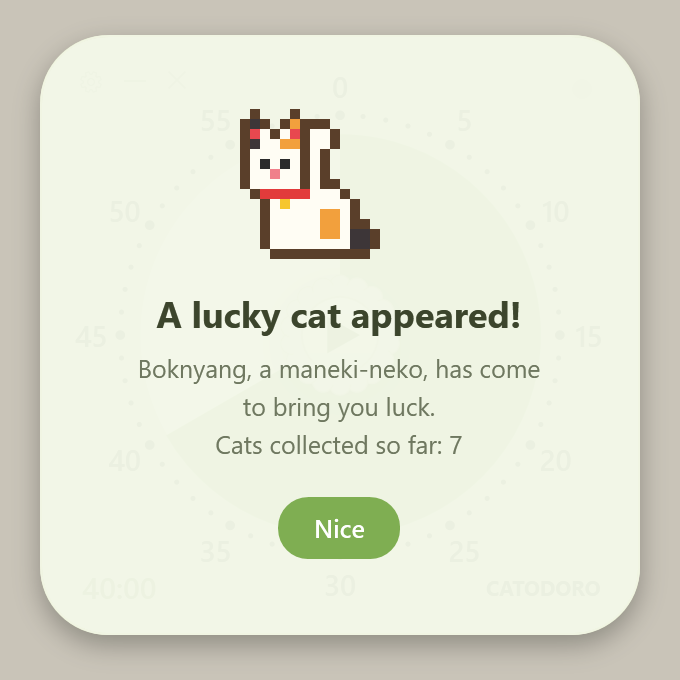 0
55
5
50
10
45
15
A lucky cat appeared!
Boknyang, a maneki-neko, has come
to bring you luck.
Cats collected so far: 7
40
20
Nice
35
25
30
40:00
CATODORO